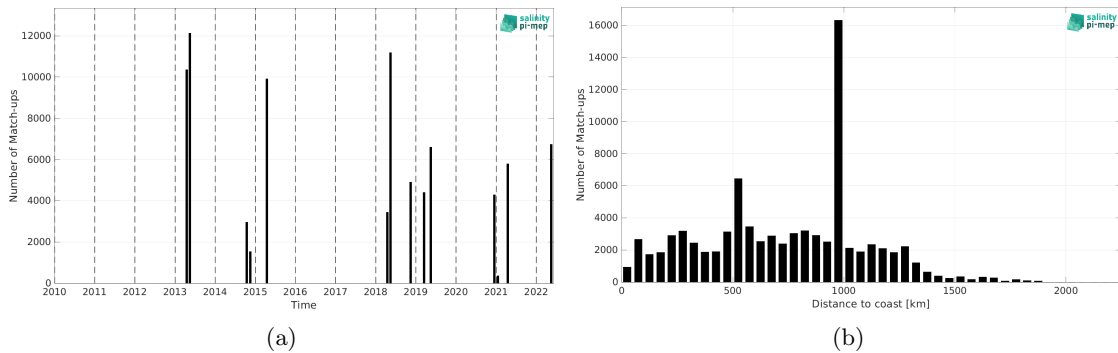 salinity
pi-mep
Number of Match-ups
12000
10000
8000
6000
4000
2000
0
2010 2011 2012 2013 2014 2015 2016 2017 2018 2019 2020 2021 2022
Time
(a)
salinity
pi-mep
Number of Match-ups
16000
14000
12000
10000
8000
6000
4000
2000
0
0 500 1000 1500 2000
Distance to coast [km]
(b)